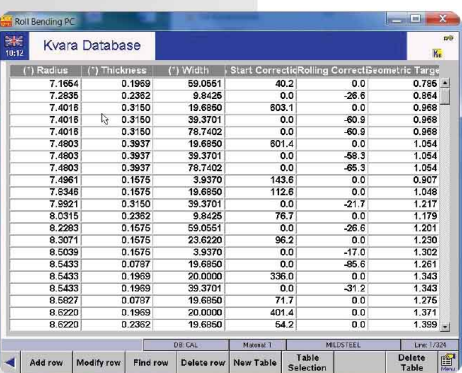 Roll Bending PC
10:12 Kvara Database
(*) Radius (*) Thickness (*) Width Start Correctic Rolling Correct Geometric Targe
7.1654 0.1969 59.0551 40.2 0.0 0.786
7.2835 0.2362 9.8425 0.0 -26.6 0.864
7.4016 0.3150 19.6850 603.1 0.0 0.968
7.4016 0.3150 39.3701 0.0 -60.9 0.968
7.4016 0.3150 78.7402 0.0 -60.9 0.968
7.4803 0.3937 19.6850 601.4 0.0 1.054
7.4803 0.3937 39.3701 0.0 -58.3 1.054
7.4803 0.3937 78.7402 0.0 -65.3 1.054
7.4961 0.1575 3.9370 143.6 0.0 0.907
7.9346 0.1575 19.6850 112.6 0.0 1.048
7.9921 0.3150 39.3701 0.0 -21.7 1.217
8.0315 0.2362 9.8425 76.7 0.0 1.179
8.2283 0.1575 59.0551 0.0 -26.6 1.201
8.3071 0.1575 23.6220 96.2 0.0 1.230
8.5039 0.1575 3.9370 0.0 -17.0 1.302
8.5433 0.0787 19.6850 0.0 -85.6 1.261
8.5433 0.1969 20.0000 336.0 0.0 1.343
8.5433 0.1969 39.3701 0.0 -31.2 1.343
8.5827 0.0787 19.6850 71.7 0.0 1.275
8.6220 0.1969 20.0000 401.4 0.0 1.371
8.6220 0.2362 19.6850 54.2 0.0 1.399
DB: CAL Material: 1 MILDSTEEL Line: 1/324
Add row Modify row Find row Delete row New Table Table Selection Delete Table Menu